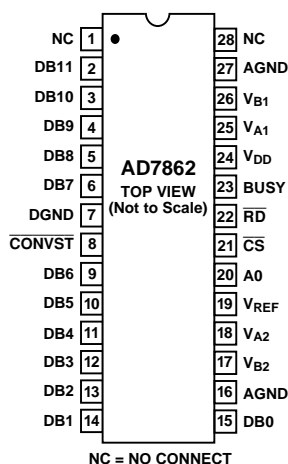 NC 1 28 NC
DB11 2 27 AGND
DB10 3 26 VB1
DB9 4 25 VA1
DB8 5 24 VDD
DB7 6 AD7862 23 BUSY
DGND 7 TOP VIEW (Not to Scale) 22 RD
CONVST 8 21 CS
DB6 9 20 A0
DB5 10 19 VREF
DB4 11 18 VA2
DB3 12 17 VB2
DB2 13 16 AGND
DB1 14 15 DB0
NC = NO CONNECT